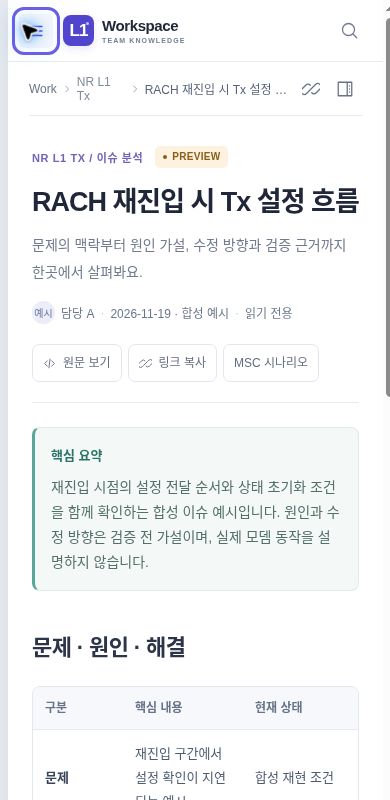 L1
Workspace
TEAM KNOWLEDGE
Work
NR L1
Tx
RACH 재진입 시 Tx 설정 ...
NR L1 TX / 이슈 분석
PREVIEW
RACH 재진입 시 Tx 설정 흐름
문제의 맥락부터 원인 가설, 수정 방향과 검증 근거까지
한곳에서 살펴봐요.
예시 담당 A · 2026-11-19 · 합성 예시 · 읽기 전용
원문 보기
링크 복사
MSC 시나리오
핵심 요약
재진입 시점의 설정 전달 순서와 상태 초기화 조건
을 함께 확인하는 합성 이슈 예시입니다. 원인과 수
정 방향은 검증 전 가설이며, 실제 모뎀 동작을 설
명하지 않습니다.
문제 · 원인 · 해결
구분 핵심 내용 현재 상태
재진입 구간에서
문제 설정 확인이 지연 합성 재현 조건